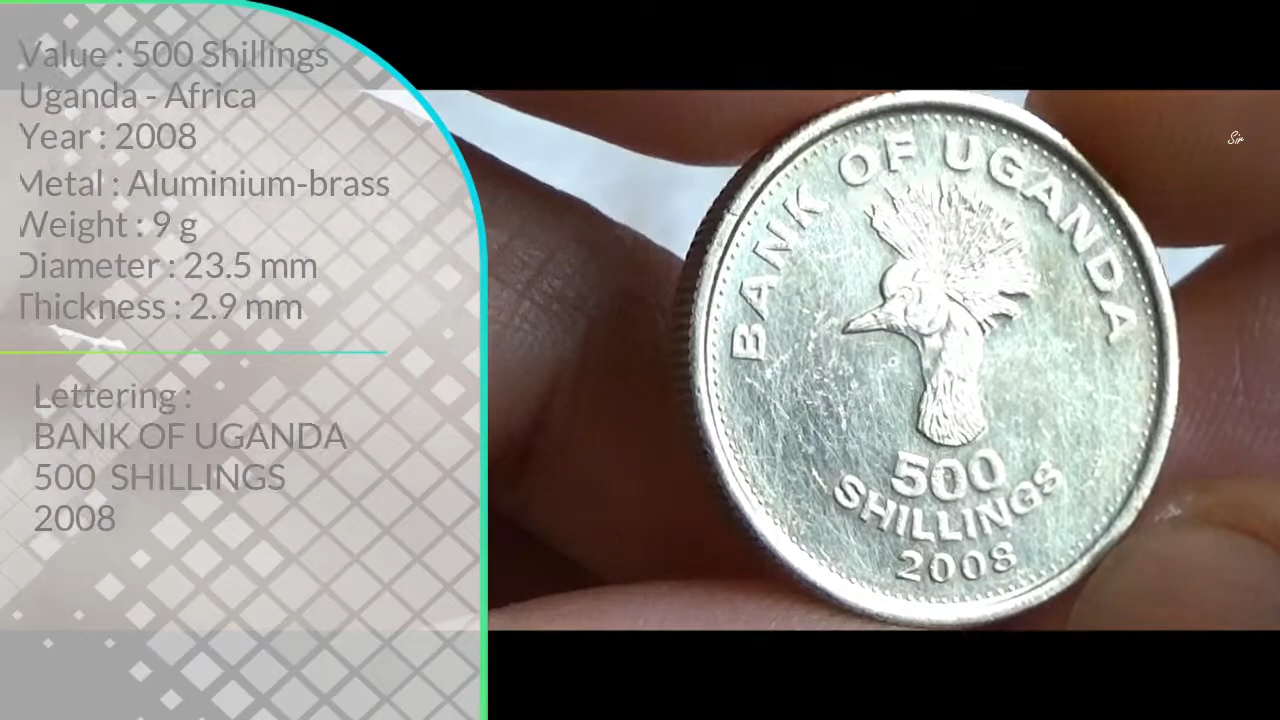 Value : 500 Shillings
Uganda - Africa
Year : 2008
Metal : Aluminium-brass
Weight : 9 g
Diameter : 23.5 mm
Thickness : 2.9 mm
Lettering :
BANK OF UGANDA
500 SHILLINGS
2008
BANK OF UGANDA
500
SHILLINGS
2008
Sir